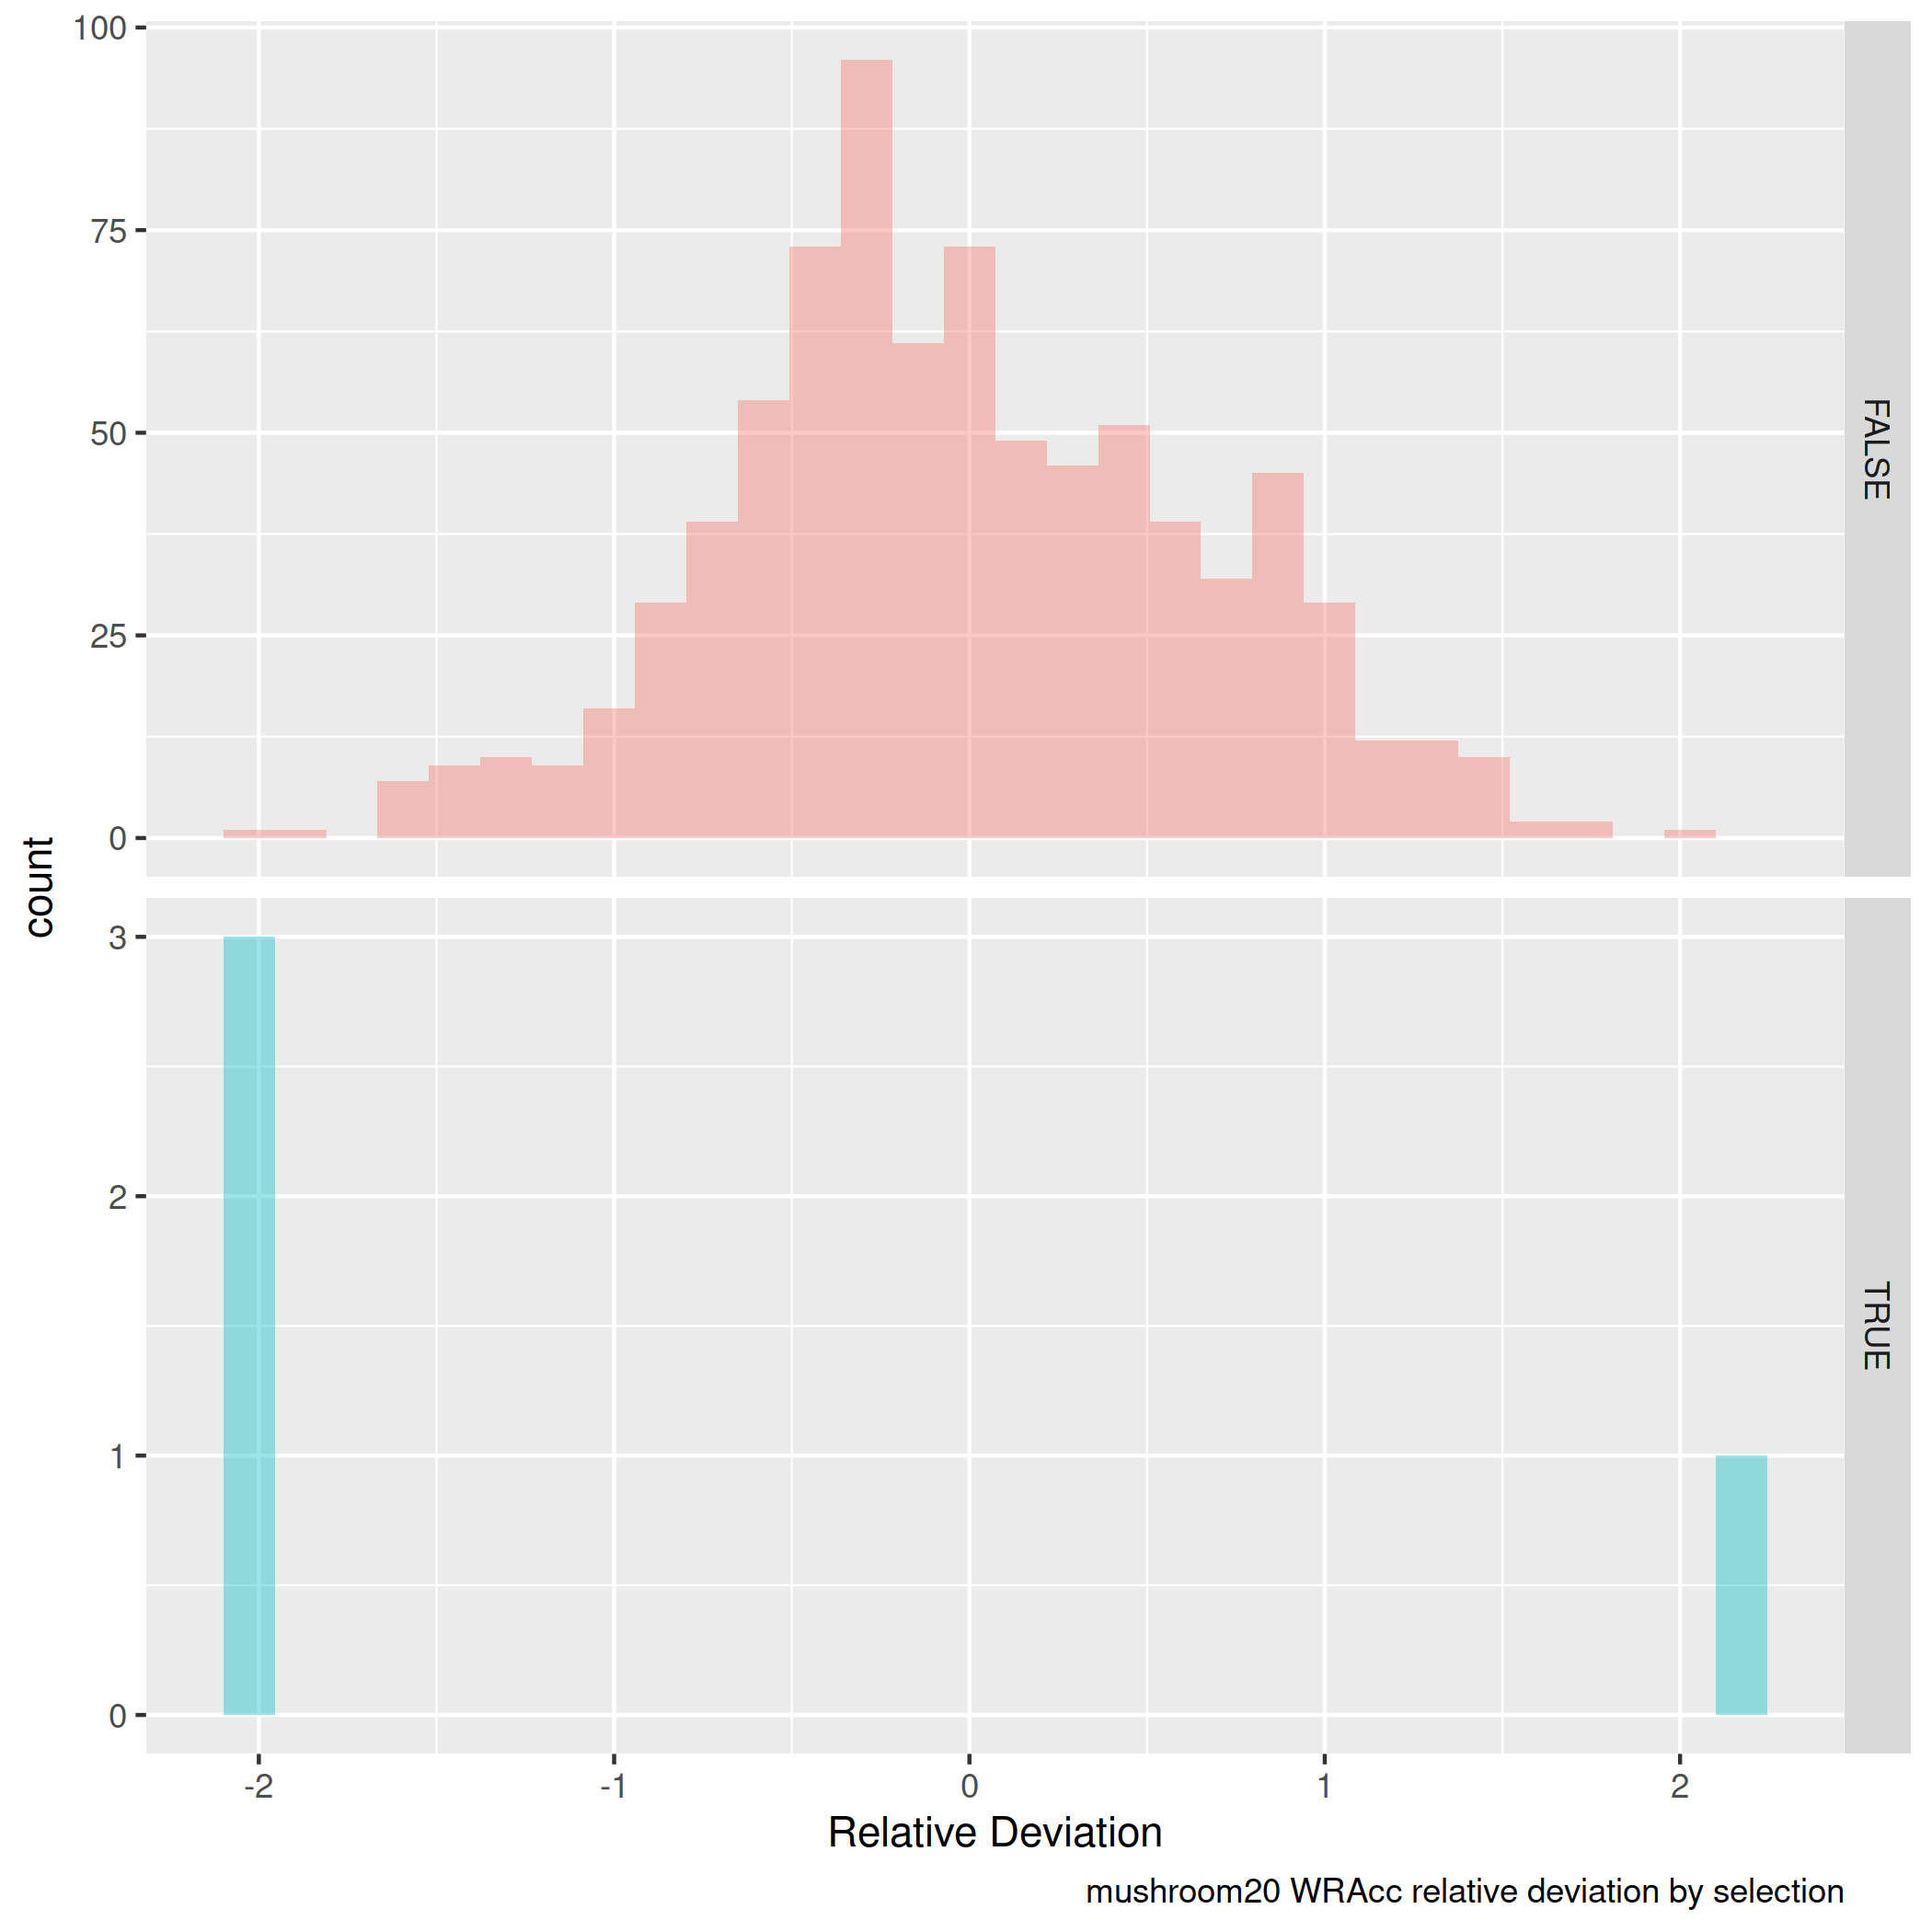 100
75
50
25
0
FALSE
count
3
2
1
0
TRUE
-2 -1 0 1 2
Relative Deviation
mushroom20 WRAcc relative deviation by selection